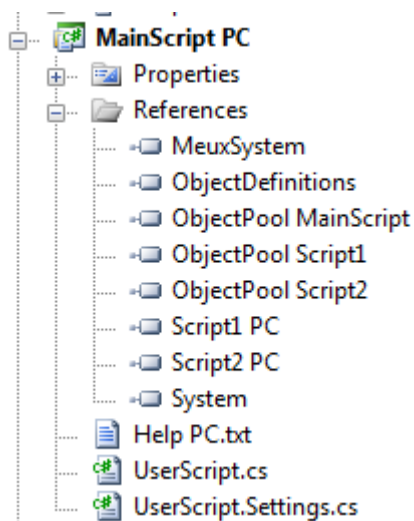 MainScript PC
Properties
References
MeuxSystem
ObjectDefinitions
ObjectPool MainScript
ObjectPool Script1
ObjectPool Script2
Script1 PC
Script2 PC
System
Help PC.txt
UserScript.cs
UserScript.Settings.cs